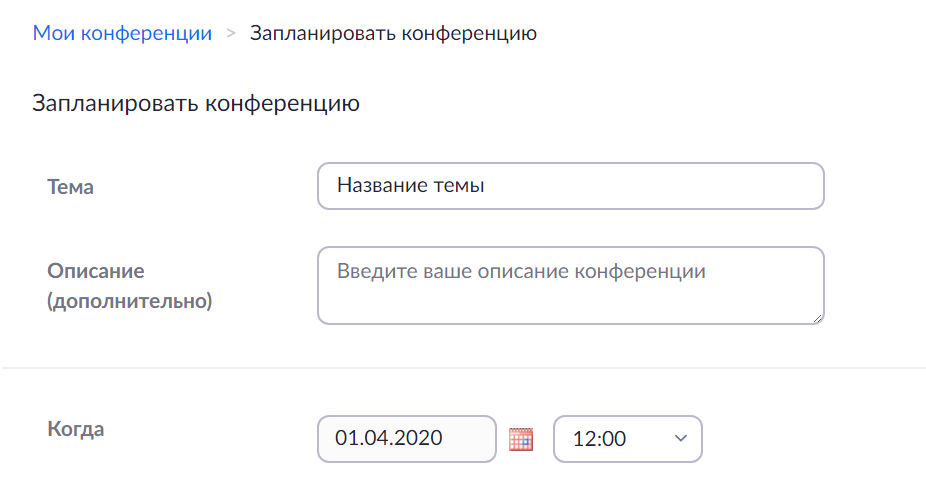 Мои конференции > Запланировать конференцию
Запланировать конференцию
Тема
Название темы
Описание
(дополнительно)
Введите ваше описание конференции
Когда
01.04.2020
12:00